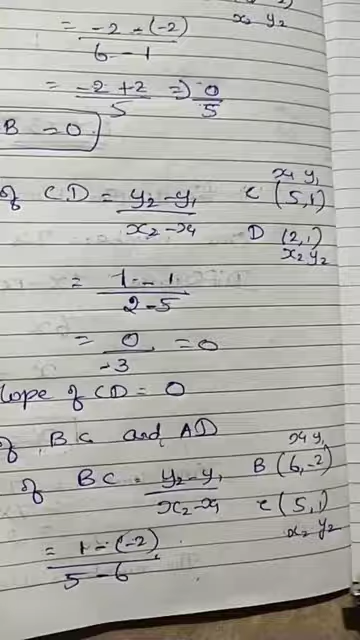 x₂ y₂
= -2 - (-2) / 6 - 1
= -2 + 2 / 5 => 0 / 5
B = 0.
x₁ y₁
of CD = y₂ - y₁ / x₂ - x₁ C (5,1)
D (2,1)
x₂ y₂
= 1 - 1 / 2 - 5
= 0 / -3 = 0
lope of CD = 0
of BC and AD
x₁ y₁
of BC = y₂ - y₁ / x₂ - x₁ B (6,-2)
C (5,1)
x₂ y₂
= 1 - (-2) / 5 - 6